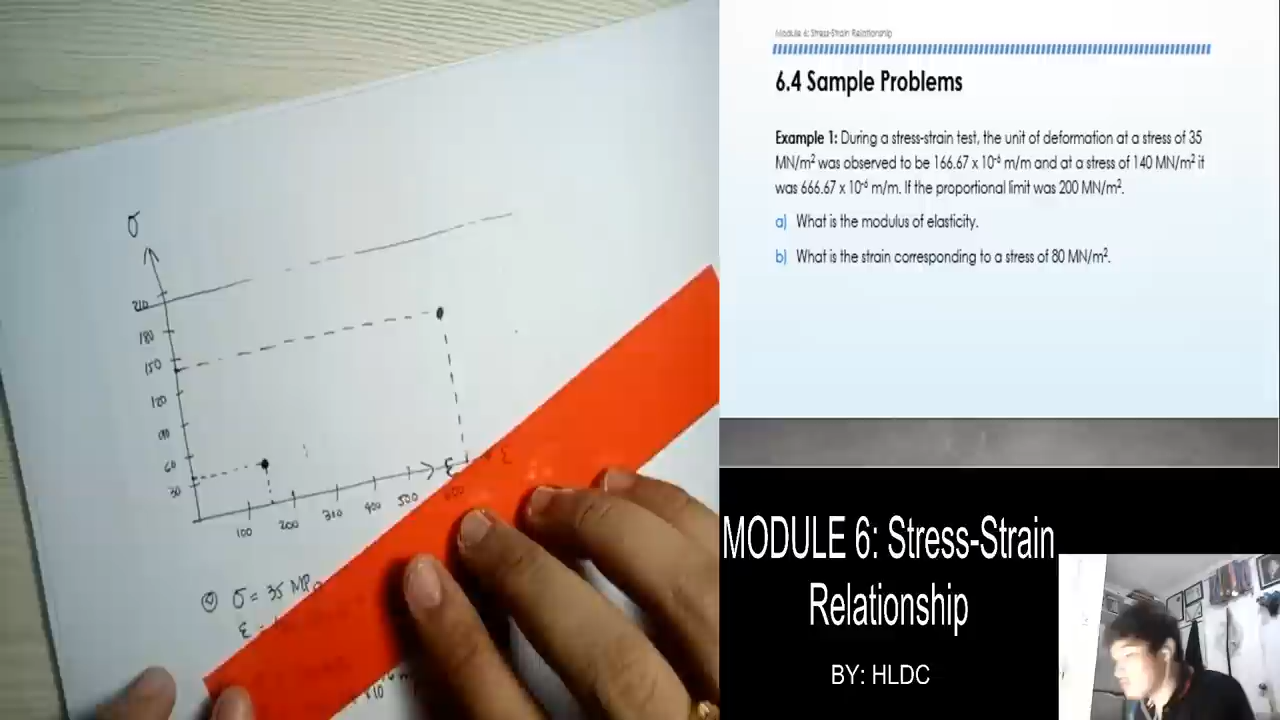 σ
210
180
150
120
90
60
30
100
200
300
400
500
600
ε
ε
σ = 35 MPa
ε
x10
Module 6: Stress-Strain Relationship
6.4 Sample Problems
Example 1: During a stress-strain test, the unit of deformation at a stress of 35
MN/m² was observed to be 166.67 x 10⁻⁶ m/m and at a stress of 140 MN/m² it
was 666.67 x 10⁻⁶ m/m. If the proportional limit was 200 MN/m².
a) What is the modulus of elasticity.
b) What is the strain corresponding to a stress of 80 MN/m².
MODULE 6: Stress-Strain
Relationship
BY: HLDC